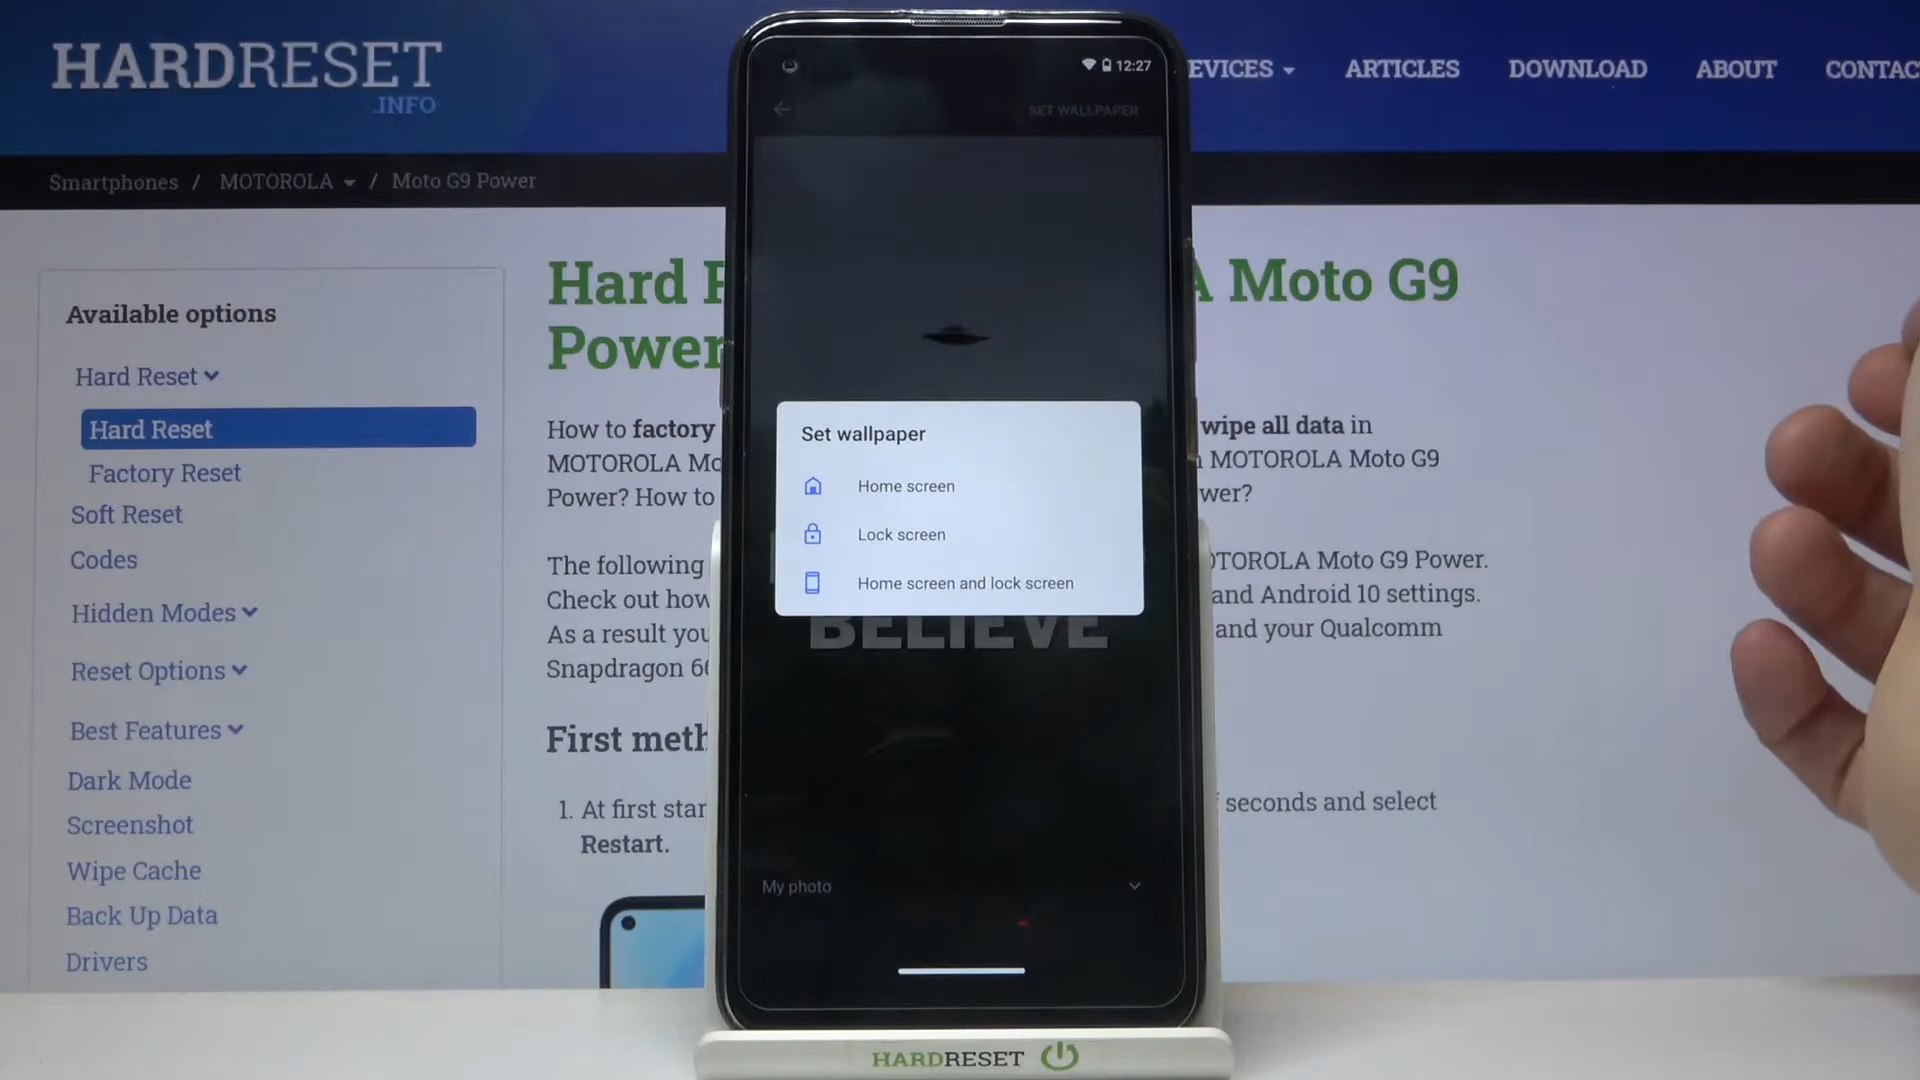 HARDRESET
.INFO
EVICES
ARTICLES
DOWNLOAD
ABOUT
CONTAC
Smartphones / MOTOROLA / Moto G9 Power
Available options
Hard Reset
Hard Reset
Factory Reset
Soft Reset
Codes
Hidden Modes
Reset Options
Best Features
Dark Mode
Screenshot
Wipe Cache
Back Up Data
Drivers
Hard
Moto G9
Power
How to factory
wipe all data in
MOTOROLA
MOTOROLA Moto G9
Power? How to
wer?
The following
OTOROLA Moto G9 Power.
Check out how
and Android 10 settings.
As a result you
and your Qualcomm
Snapdragon
First meth
1. At first star
seconds and select
Restart.
12:27
SET WALLPAPER
Set wallpaper
Home screen
Lock screen
Home screen and lock screen
BELIEVE
My photo
HARDRESET